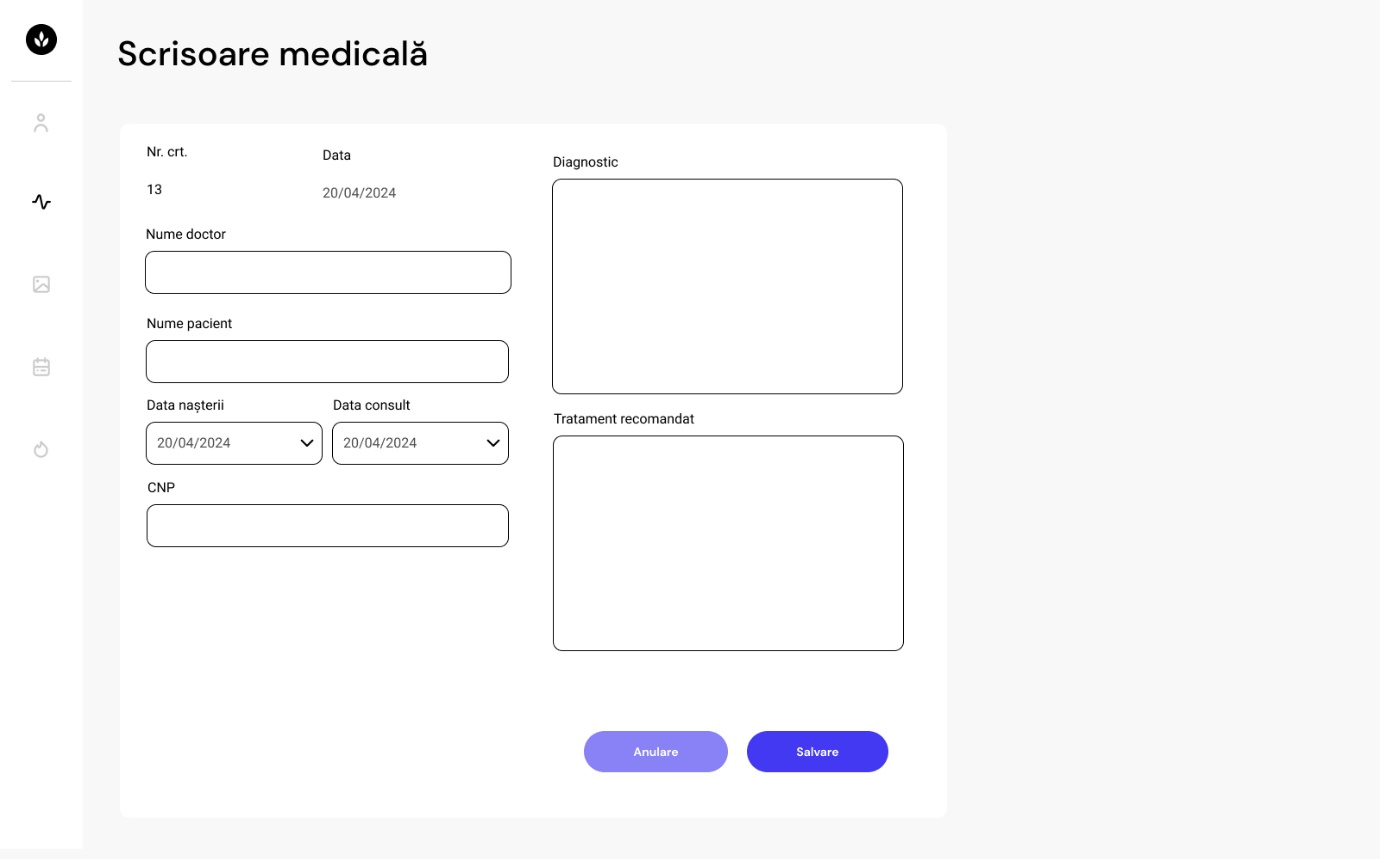 Scrisoare medicală
Nr. crt.
Data
13
20/04/2024
Nume doctor
Nume pacient
Data nașterii
Data consult
20/04/2024
20/04/2024
CNP
Diagnostic
Tratament recomandat
Anulare
Salvare